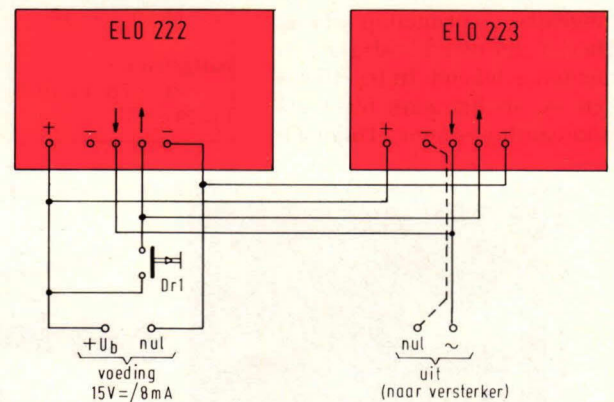 ELO 222
ELO 223
+ – ↓ ↑ –
+ – ↓ ↑ –
Dr1
+Ub nul
nul ~
voeding
15V=/8mA
uit
(naar versterker)